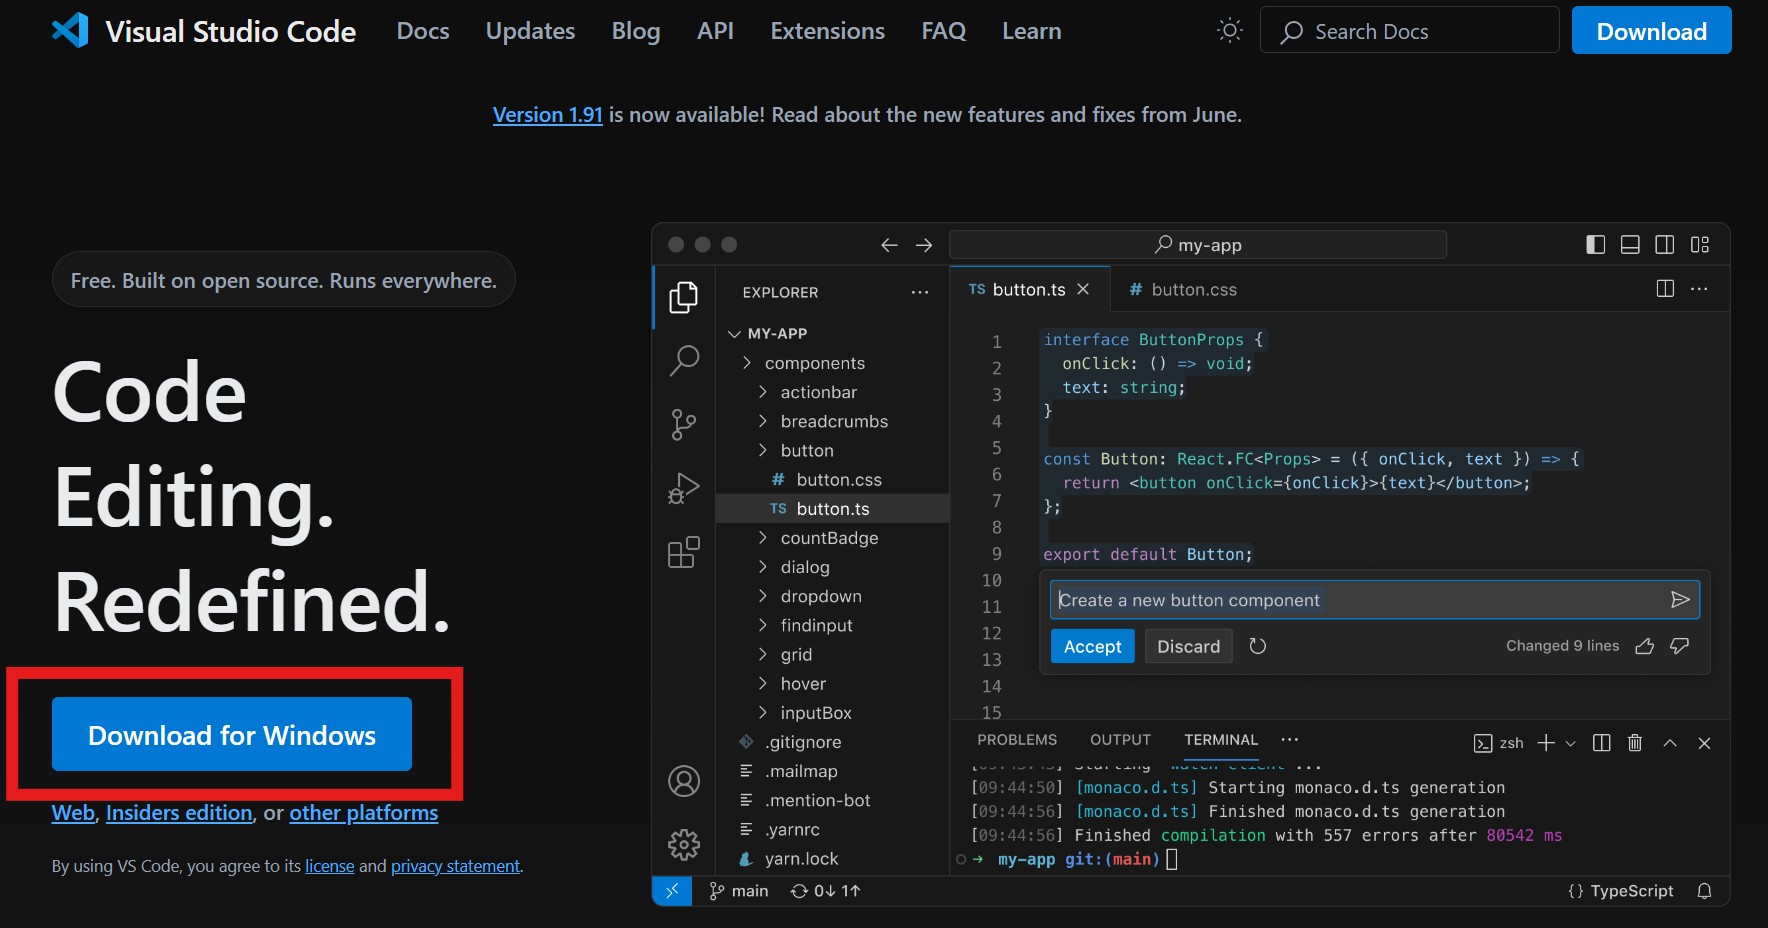 Visual Studio Code Docs Updates Blog API Extensions FAQ Learn Search Docs Download
Version 1.91 is now available! Read about the new features and fixes from June.
Free. Built on open source. Runs everywhere.
Code
Editing.
Redefined.
Download for Windows
Web, Insiders edition, or other platforms
By using VS Code, you agree to its license and privacy statement.
my-app
EXPLORER
MY-APP
components
actionbar
breadcrumbs
button
# button.css
TS button.ts
countBadge
dialog
dropdown
findinput
grid
hover
inputBox
.gitignore
.mailmap
.mention-bot
.yarnrc
yarn.lock
TS button.ts # button.css
1 interface ButtonProps {
2 onClick: () => void;
3 text: string;
4 }
5
6 const Button: React.FC<Props> = ({ onClick, text }) => {
7 return <button onClick={onClick}>{text}</button>;
8 };
9 export default Button;
10
11
12
13
14
15
Create a new button component
Accept Discard Changed 9 lines
PROBLEMS OUTPUT TERMINAL ··· zsh
[09:44:50] [monaco.d.ts] Starting monaco.d.ts generation
[09:44:56] [monaco.d.ts] Finished monaco.d.ts generation
[09:44:56] Finished compilation with 557 errors after 80542 ms
my-app git:(main)
main 0↓ 1↑ {} TypeScript